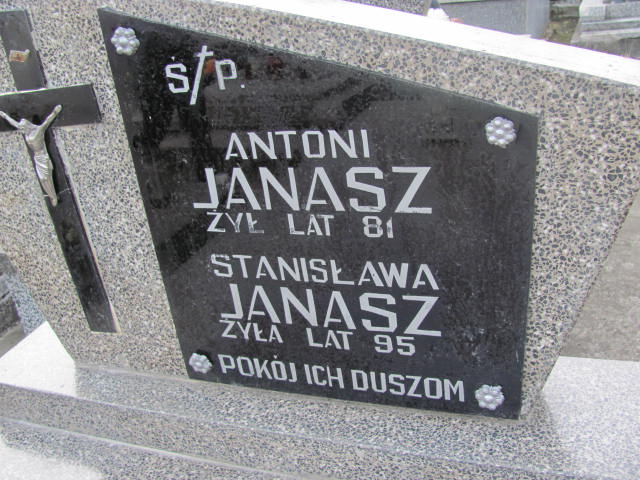 Ś†P.
ANTONI
JANASZ
ŻYŁ LAT 81
STANISŁAWA
JANASZ
ŻYŁA LAT 95
POKÓJ ICH DUSZOM